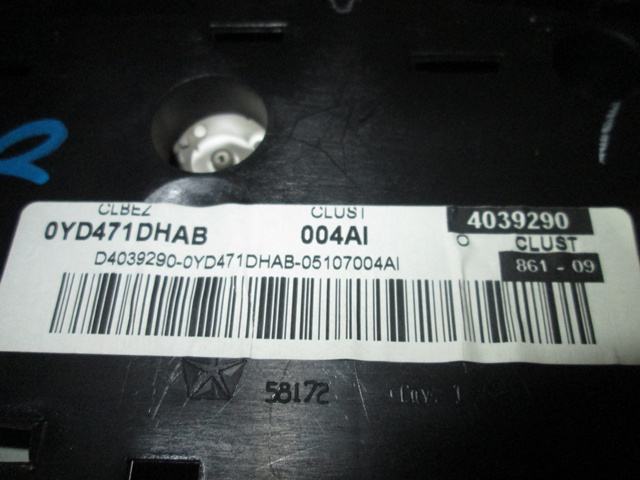 CLBEZ CLUST 4039290
0YD471DHAB 004AI CLUST
D4039290-0YD471DHAB-05107004AI 861-09
58172